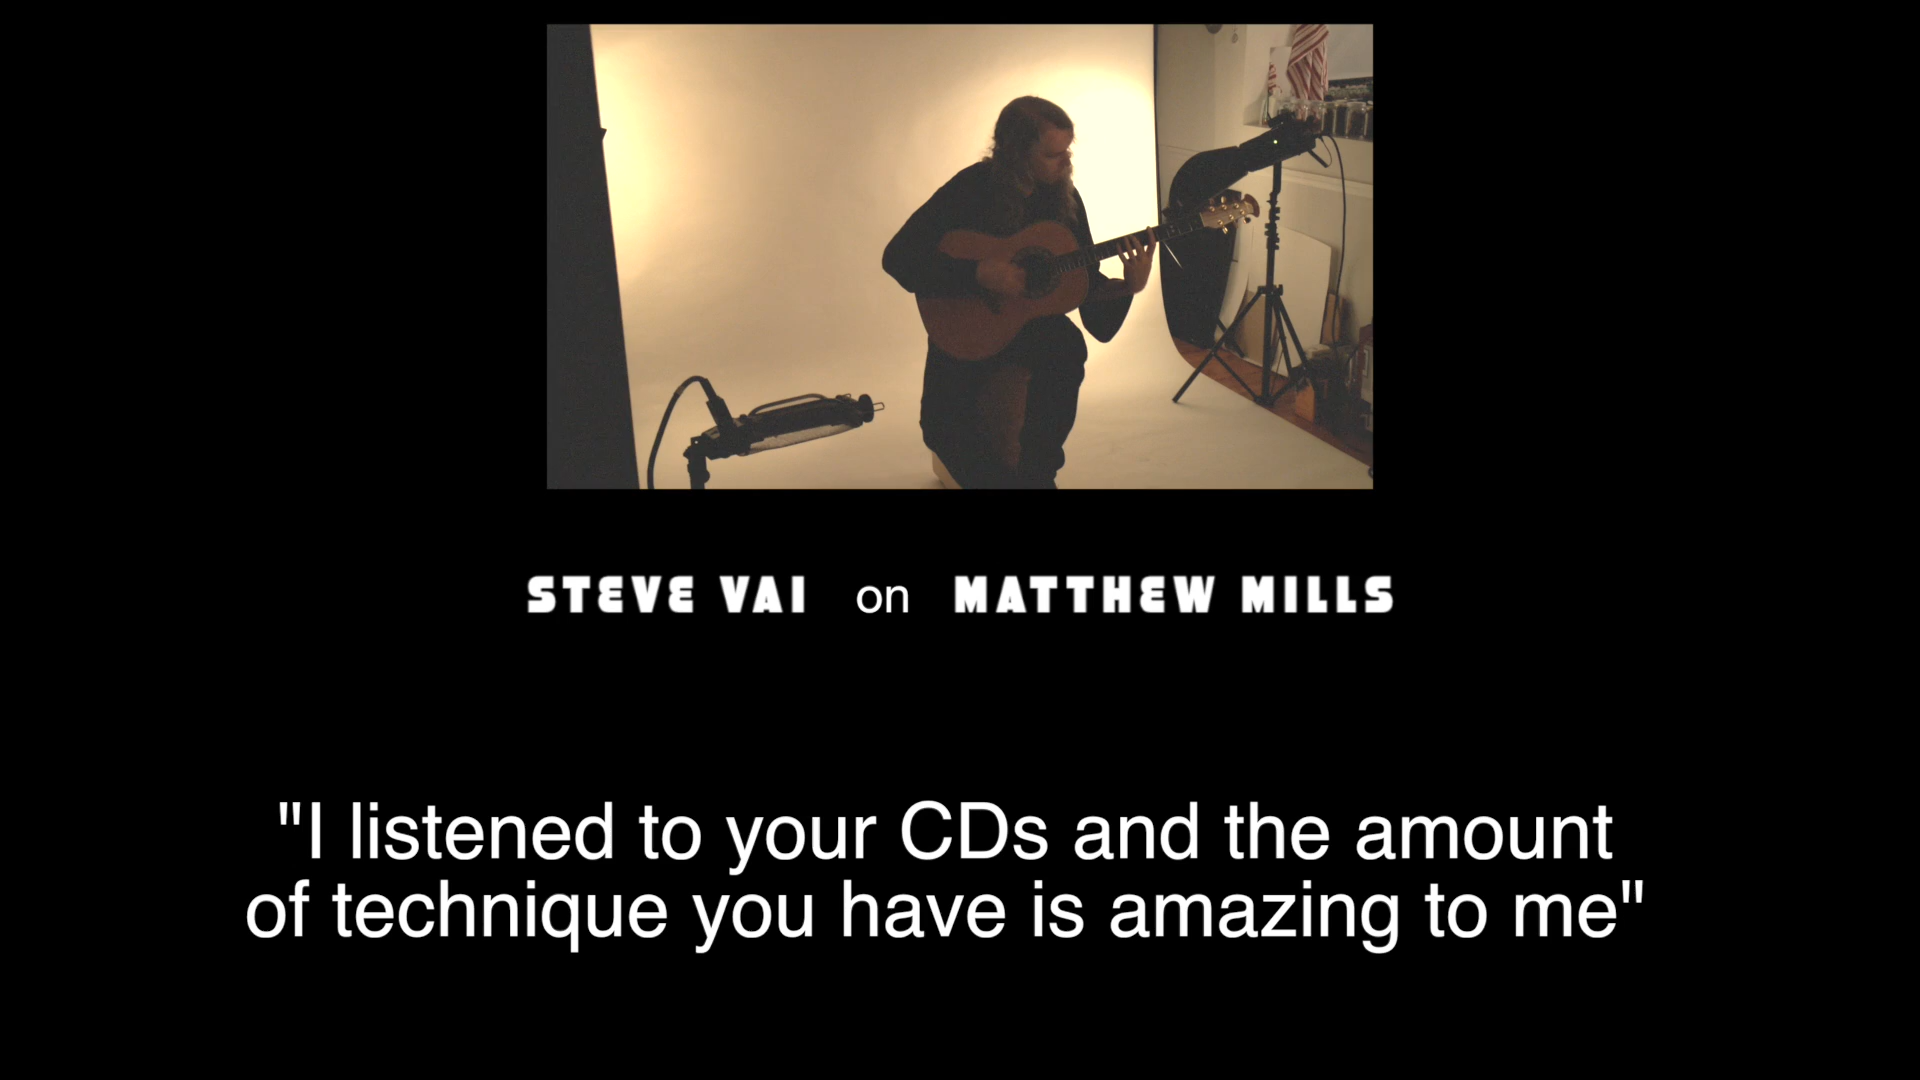 STEVE VAI on MATTHEW MILLS
"I listened to your CDs and the amount
of technique you have is amazing to me"